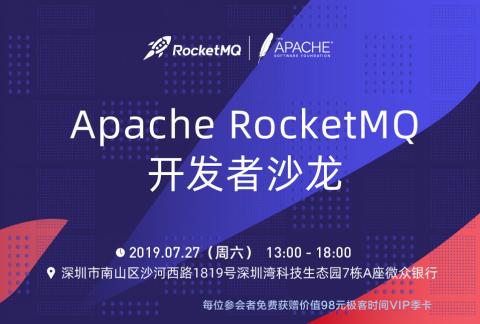 RocketMQ
THE
APACHE
SOFTWARE FOUNDATION
Apache RocketMQ
开发者沙龙
2019.07.27（周六） 13:00 - 18:00
深圳市南山区沙河西路1819号深圳湾科技生态园7栋A座微众银行
每位参会者免费获赠价值98元极客时间VIP季卡